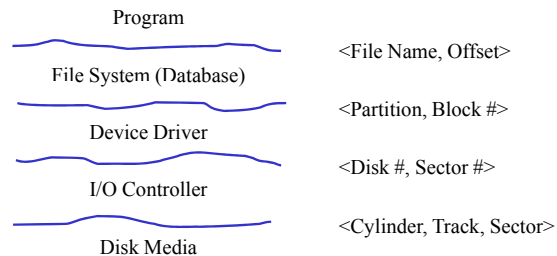 Program
<File Name, Offset>
File System (Database)
<Partition, Block #>
Device Driver
<Disk #, Sector #>
I/O Controller
<Cylinder, Track, Sector>
Disk Media